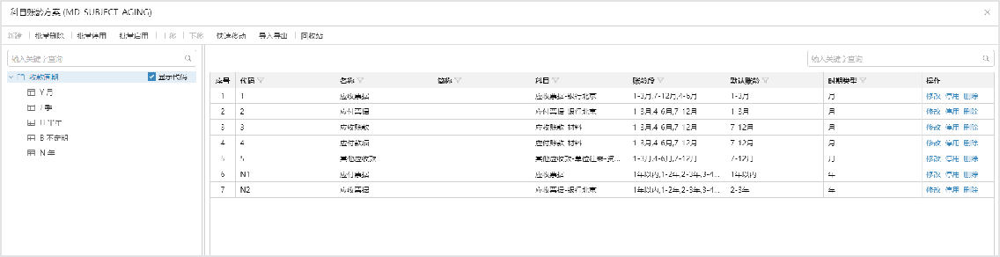 科目账龄方案 (MD_SUBJECT_AGING)
新建 批量删除 批量停用 批量启用 上移 下移 快速移动 导入导出 回收站
输入关键字查询
输入关键字查询
收款周期 显示代码
Y 月
J 季
H 半年
B 不定期
N 年
序号 代码 名称 简称 科目 账龄段 默认账龄 时期类型 操作
1 1 应收票据 应收票据-银行北京 1-3月,7-12月,4-6月 1-3月 月 修改 停用 删除
2 2 应付票据 应付票据-银行北京 1-3月,4-6月,7-12月 1-3月 月 修改 停用 删除
3 3 应收账款 应收账款-材料 1-3月,4-6月,7-12月 7-12月 月 修改 停用 删除
4 4 应付款项 应付账款-材料 1-3月,4-6月,7-12月 7-12月 月 修改 停用 删除
5 5 其他应收款 其他应收款-单位往来-资... 1-3月,4-6月,7-12月 7-12月 月 修改 停用 删除
6 N1 应付票据 应收票据 1年以内,1-2年,2-3年,3-4... 1年以内 年 修改 停用 删除
7 N2 应收票据 应收票据-银行北京 1年以内,1-2年,2-3年,3-4... 2-3年 年 修改 停用 删除